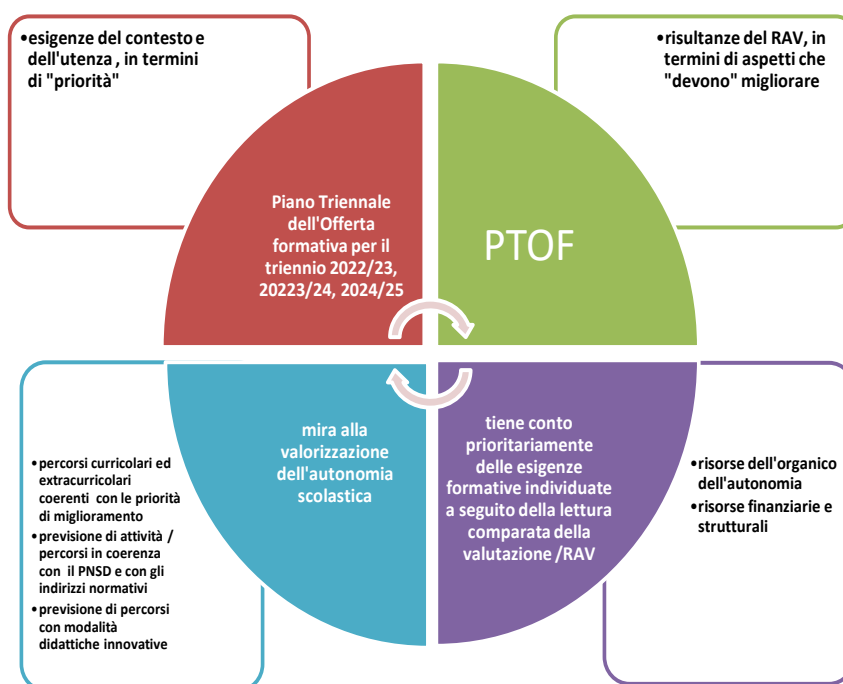 •esigenze del contesto e
dell'utenza , in termini
di "priorità"
•risultanze del RAV, in
termini di aspetti che
"devono" migliorare
Piano Triennale
dell'Offerta
formativa per il
triennio 2022/23,
20223/24, 2024/25
PTOF
mira alla
valorizzazione
dell'autonomia
scolastica
tiene conto
prioritariamente
delle esigenze
formative individuate
a seguito della lettura
comparata della
valutazione /RAV
•percorsi curricolari ed
extracurricolari
coerenti con le priorità
di miglioramento
•previsione di attività /
percorsi in coerenza
con il PNSD e con gli
indirizzi normativi
•previsione di percorsi
con modalità
didattiche innovative
•risorse dell'organico
dell'autonomia
•risorse finanziarie e
strutturali